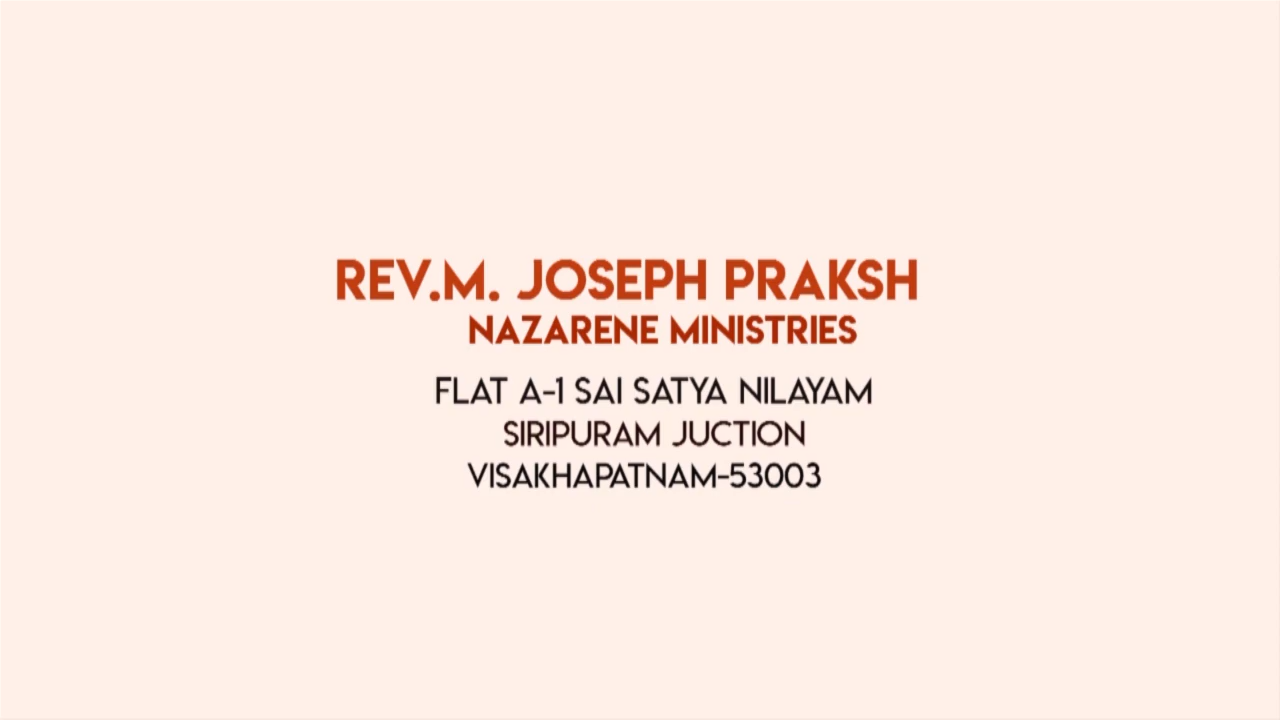 REV.M. JOSEPH PRAKSH
NAZARENE MINISTRIES
FLAT A-1 SAI SATYA NILAYAM
SIRIPURAM JUCTION
VISAKHAPATNAM-53003